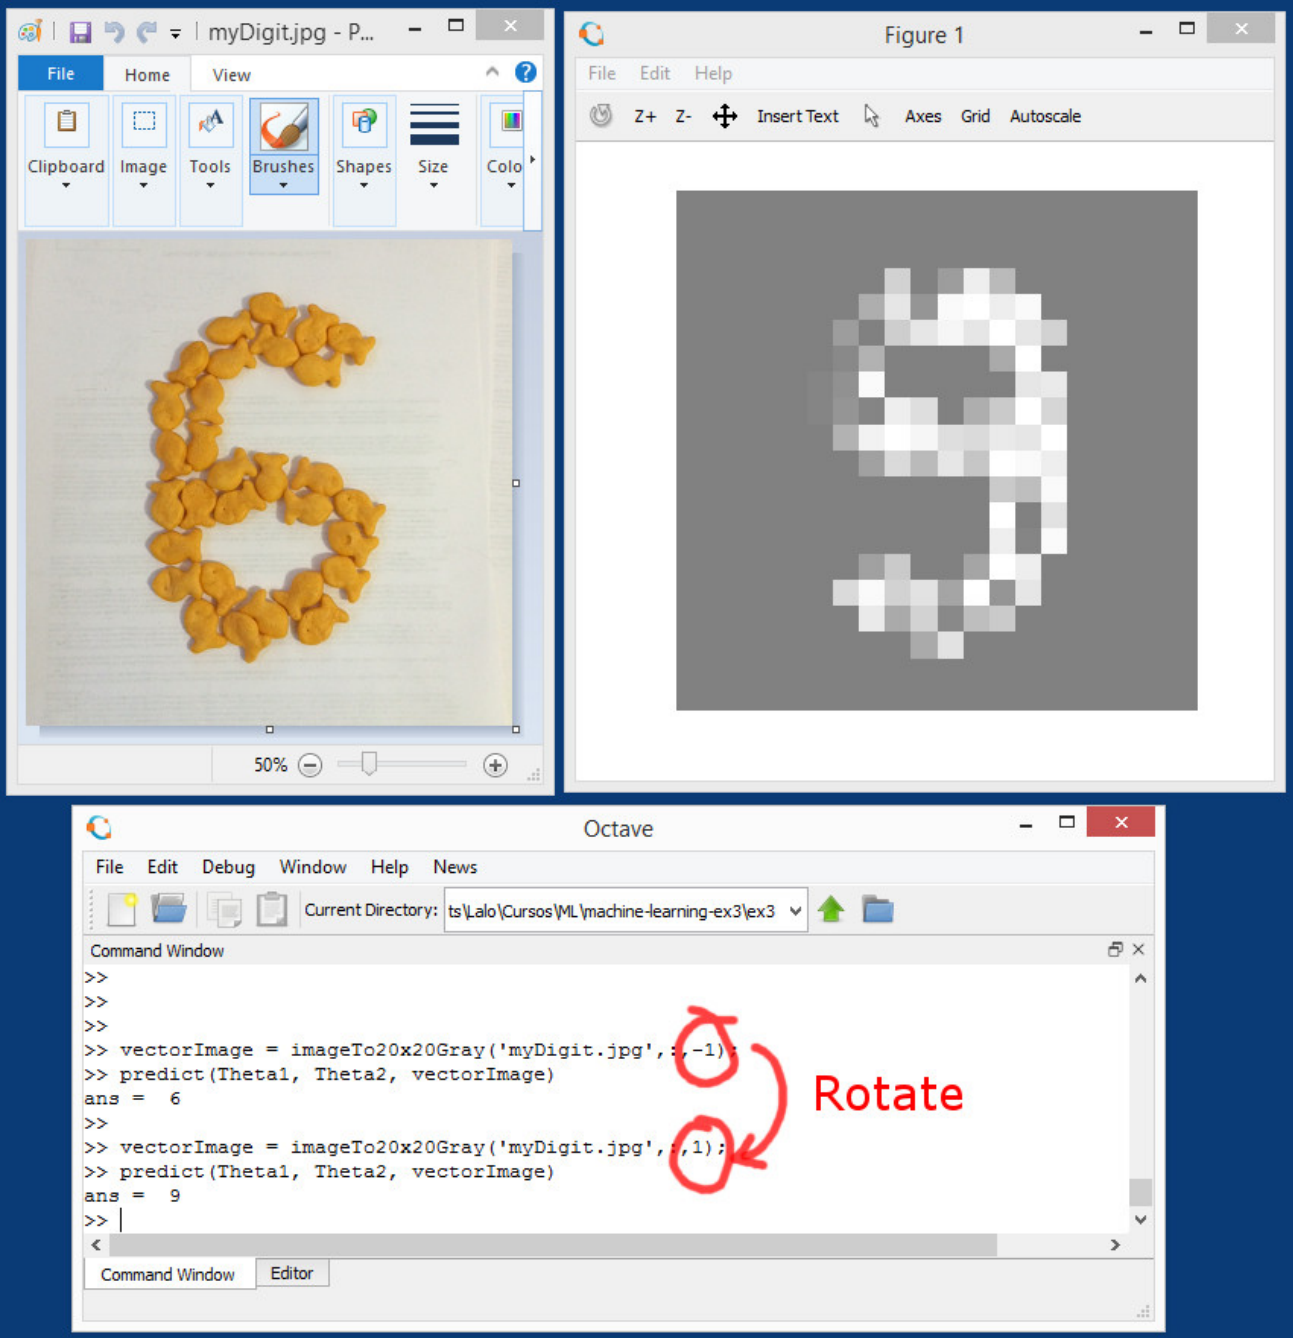 myDigit.jpg - P...
File Home View
Clipboard Image Tools Brushes Shapes Size Colo
50%
Figure 1
File Edit Help
Z+ Z- Insert Text Axes Grid Autoscale
Octave
File Edit Debug Window Help News
Current Directory: ts\Lalo\Cursos\ML\machine-learning-ex3\ex3
Command Window
>>
>>
>>
>> vectorImage = imageTo20x20Gray('myDigit.jpg',:,-1);
>> predict(Theta1, Theta2, vectorImage)
ans = 6
>>
>> vectorImage = imageTo20x20Gray('myDigit.jpg',:,1);
>> predict(Theta1, Theta2, vectorImage)
ans = 9
>>
Rotate
Command Window Editor